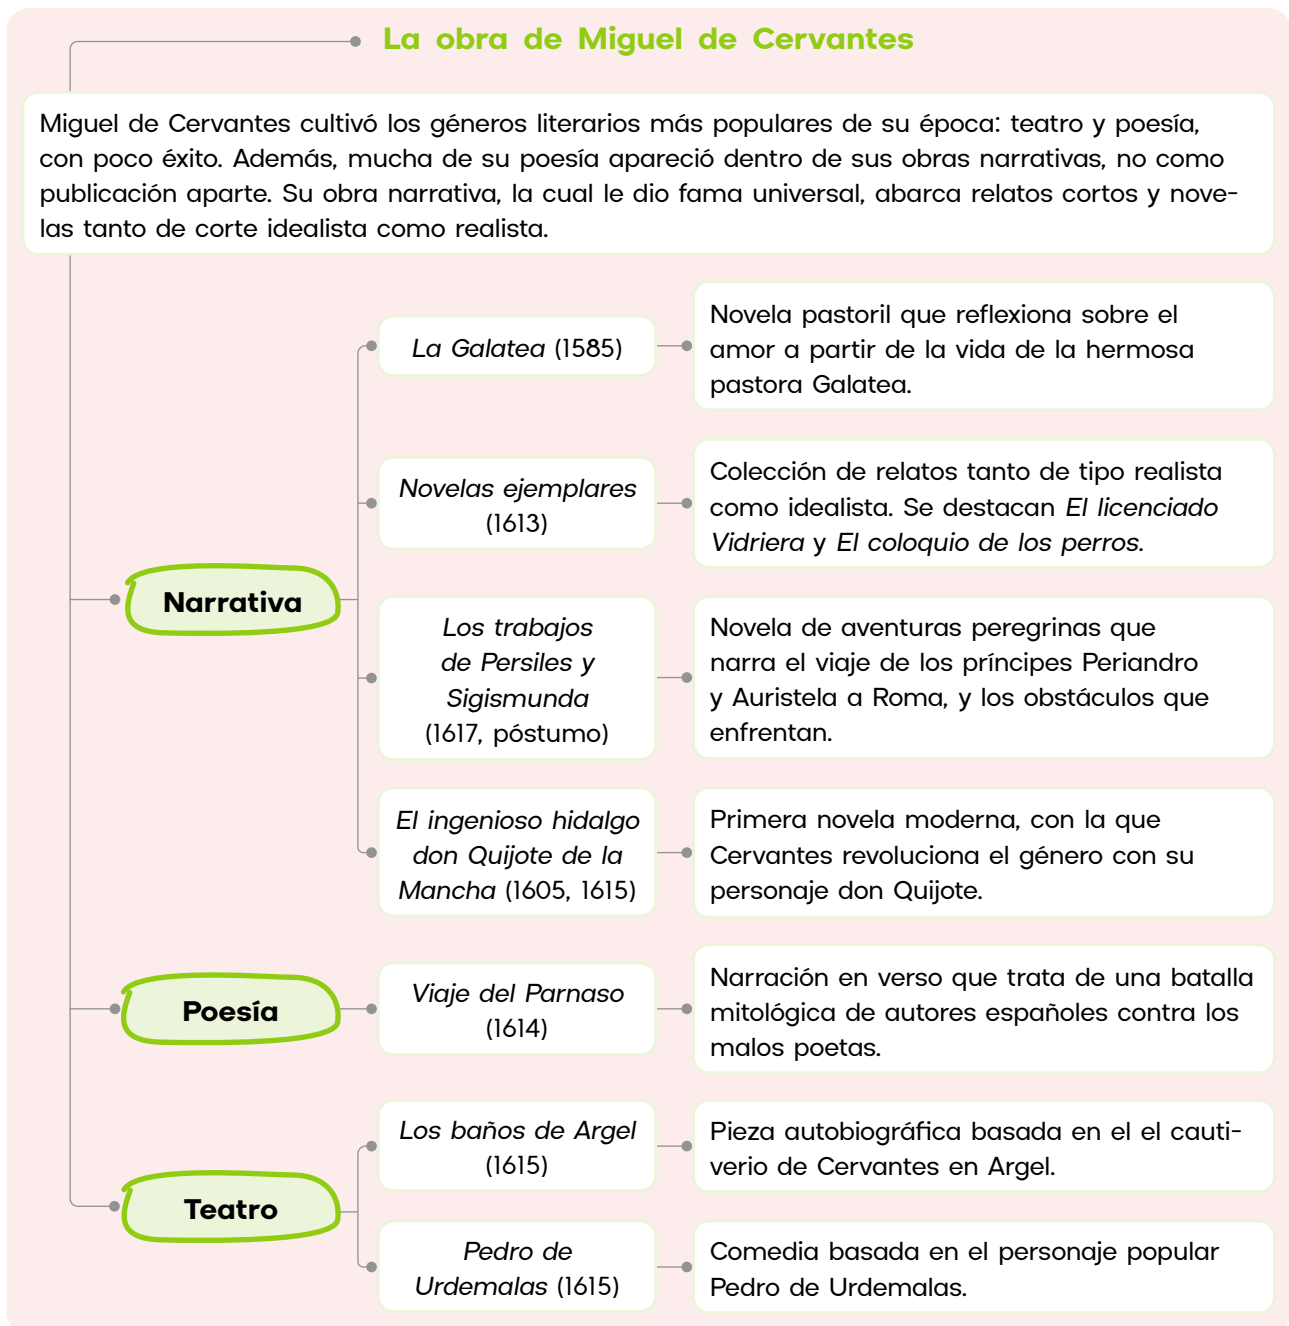 La obra de Miguel de Cervantes
Miguel de Cervantes cultivó los géneros literarios más populares de su época: teatro y poesía,
con poco éxito. Además, mucha de su poesía apareció dentro de sus obras narrativas, no como
publicación aparte. Su obra narrativa, la cual le dio fama universal, abarca relatos cortos y nove-
las tanto de corte idealista como realista.
Narrativa
La Galatea (1585)
Novela pastoril que reflexiona sobre el
amor a partir de la vida de la hermosa
pastora Galatea.
Novelas ejemplares
(1613)
Colección de relatos tanto de tipo realista
como idealista. Se destacan El licenciado
Vidriera y El coloquio de los perros.
Los trabajos
de Persiles y
Sigismunda
(1617, póstumo)
Novela de aventuras peregrinas que
narra el viaje de los príncipes Periandro
y Auristela a Roma, y los obstáculos que
enfrentan.
El ingenioso hidalgo
don Quijote de la
Mancha (1605, 1615)
Primera novela moderna, con la que
Cervantes revoluciona el género con su
personaje don Quijote.
Poesía
Viaje del Parnaso
(1614)
Narración en verso que trata de una batalla
mitológica de autores españoles contra los
malos poetas.
Teatro
Los baños de Argel
(1615)
Pieza autobiográfica basada en el el cauti-
verio de Cervantes en Argel.
Pedro de
Urdemalas (1615)
Comedia basada en el personaje popular
Pedro de Urdemalas.